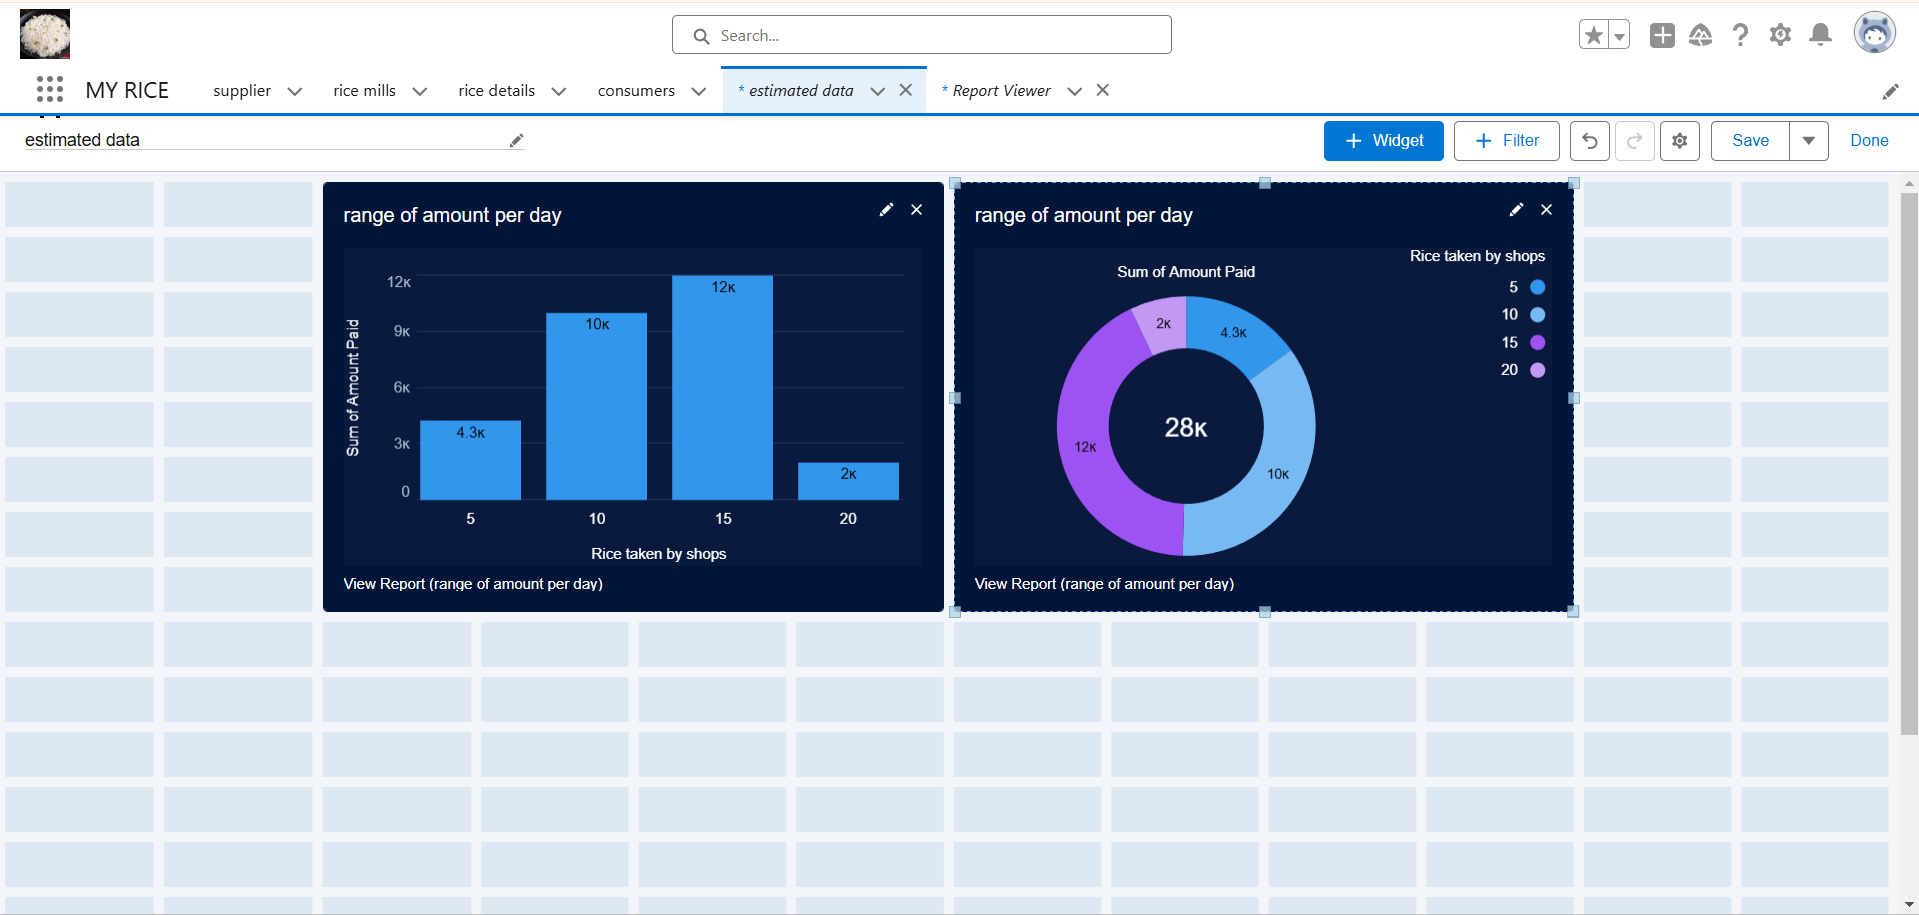 Search...
MY RICE
supplier
rice mills
rice details
consumers
* estimated data
* Report Viewer
estimated data
Widget
Filter
Save
Done
range of amount per day
Sum of Amount Paid
12K
9K
6K
3K
0
4.3K
10K
12K
2K
5
10
15
20
Rice taken by shops
View Report (range of amount per day)
range of amount per day
Rice taken by shops
5
10
15
20
Sum of Amount Paid
2K
4.3K
28K
12K
10K
View Report (range of amount per day)